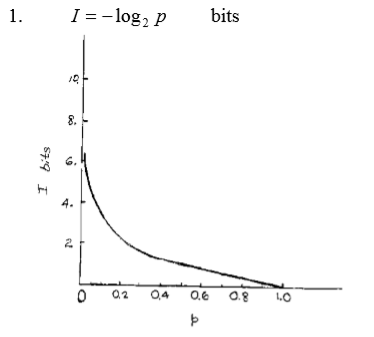 1. I = −log₂ p bits
10.
8.
6.
4.
2
I bits
0 0.2 0.4 0.6 0.8 1.0
p